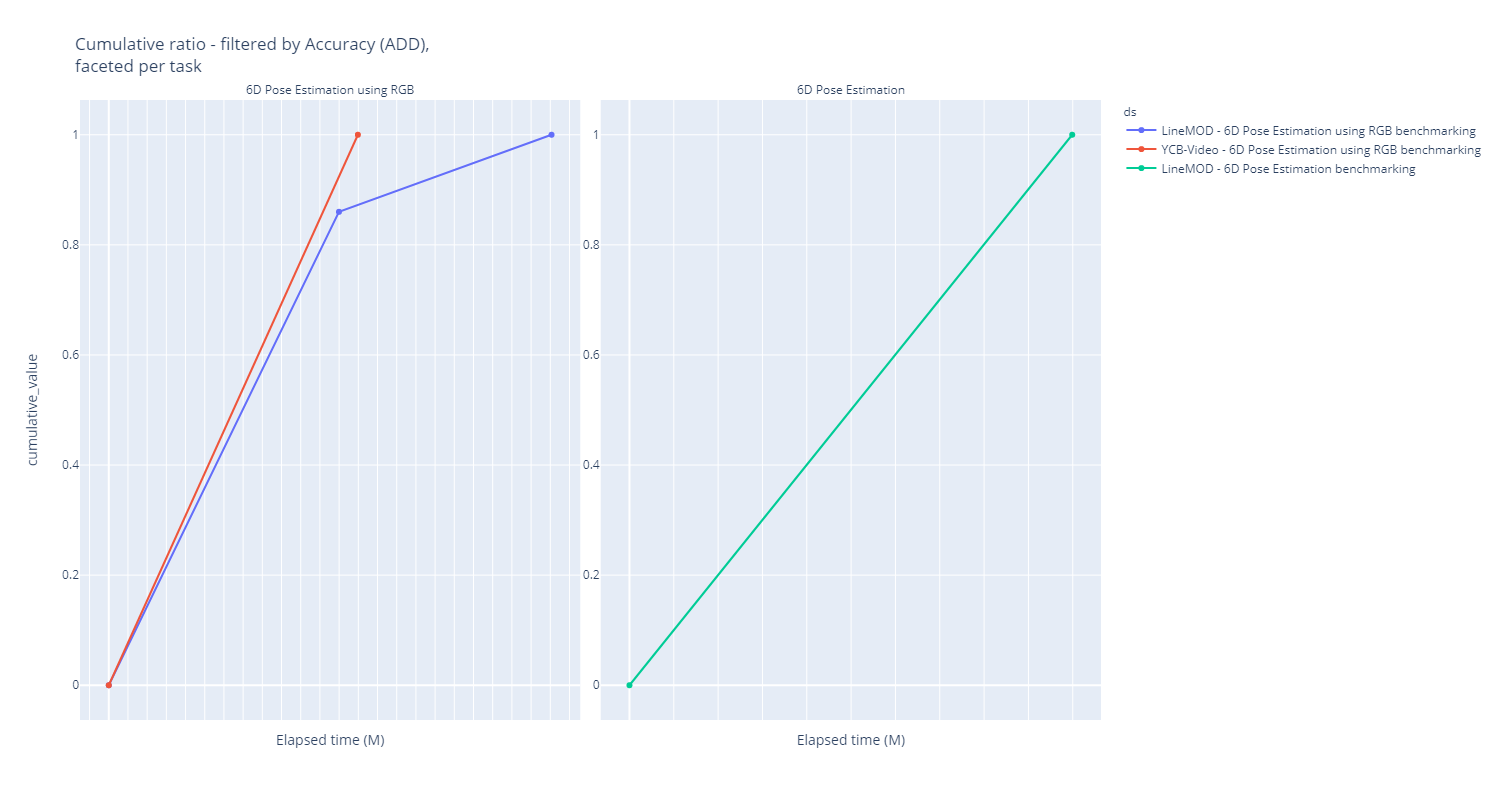 Cumulative ratio - filtered by Accuracy (ADD),
faceted per task
6D Pose Estimation using RGB
6D Pose Estimation
cumulative_value
1
0.8
0.6
0.4
0.2
0
1
0.8
0.6
0.4
0.2
0
Elapsed time (M)
Elapsed time (M)
ds
LineMOD - 6D Pose Estimation using RGB benchmarking
YCB-Video - 6D Pose Estimation using RGB benchmarking
LineMOD - 6D Pose Estimation benchmarking